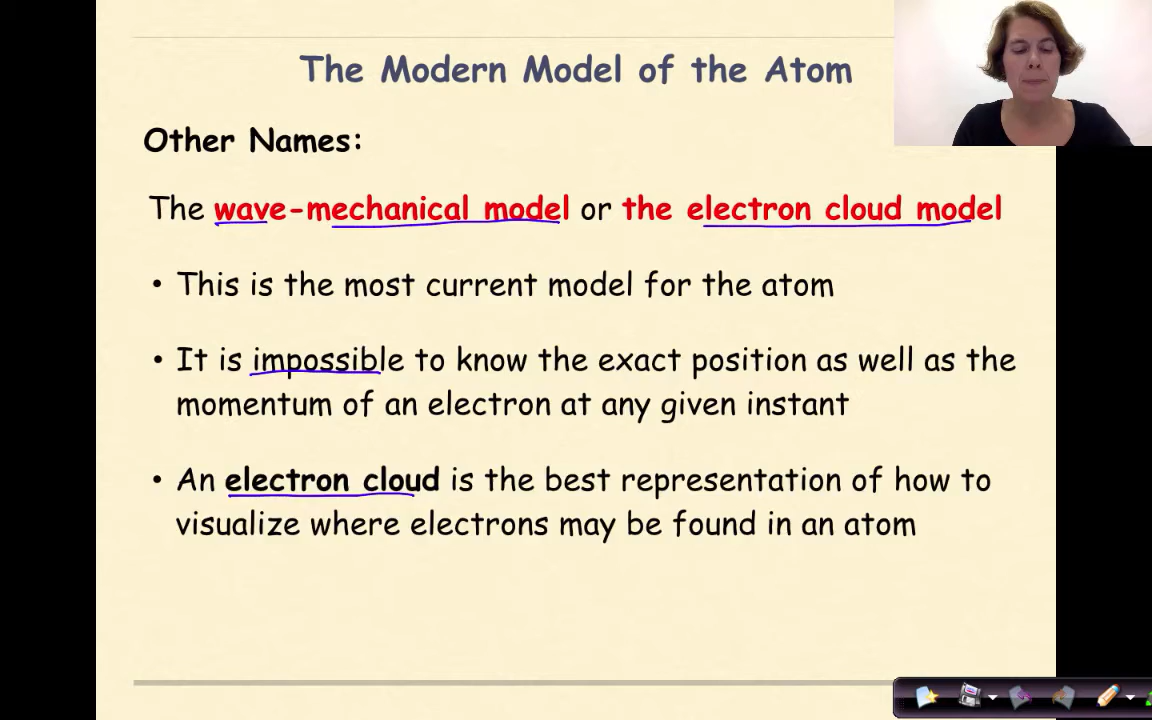 The Modern Model of the Atom
Other Names:
The wave-mechanical model or the electron cloud model
• This is the most current model for the atom
• It is impossible to know the exact position as well as the
momentum of an electron at any given instant
• An electron cloud is the best representation of how to
visualize where electrons may be found in an atom